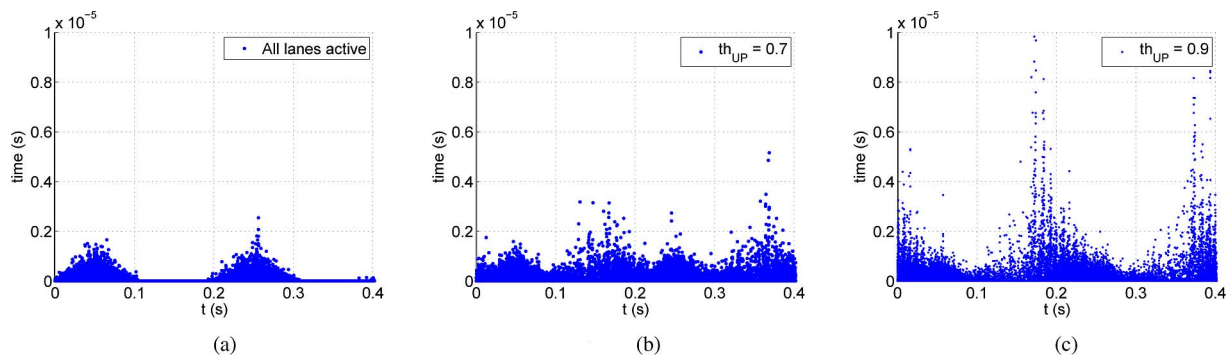 x 10⁻⁵
1
0.8
0.6
0.4
0.2
0
time (s)
All lanes active
0 0.1 0.2 0.3 0.4
t (s)
(a)
x 10⁻⁵
1
0.8
0.6
0.4
0.2
0
time (s)
th_UP = 0.7
0 0.1 0.2 0.3 0.4
t (s)
(b)
x 10⁻⁵
1
0.8
0.6
0.4
0.2
0
time (s)
th_UP = 0.9
0 0.1 0.2 0.3 0.4
t (s)
(c)